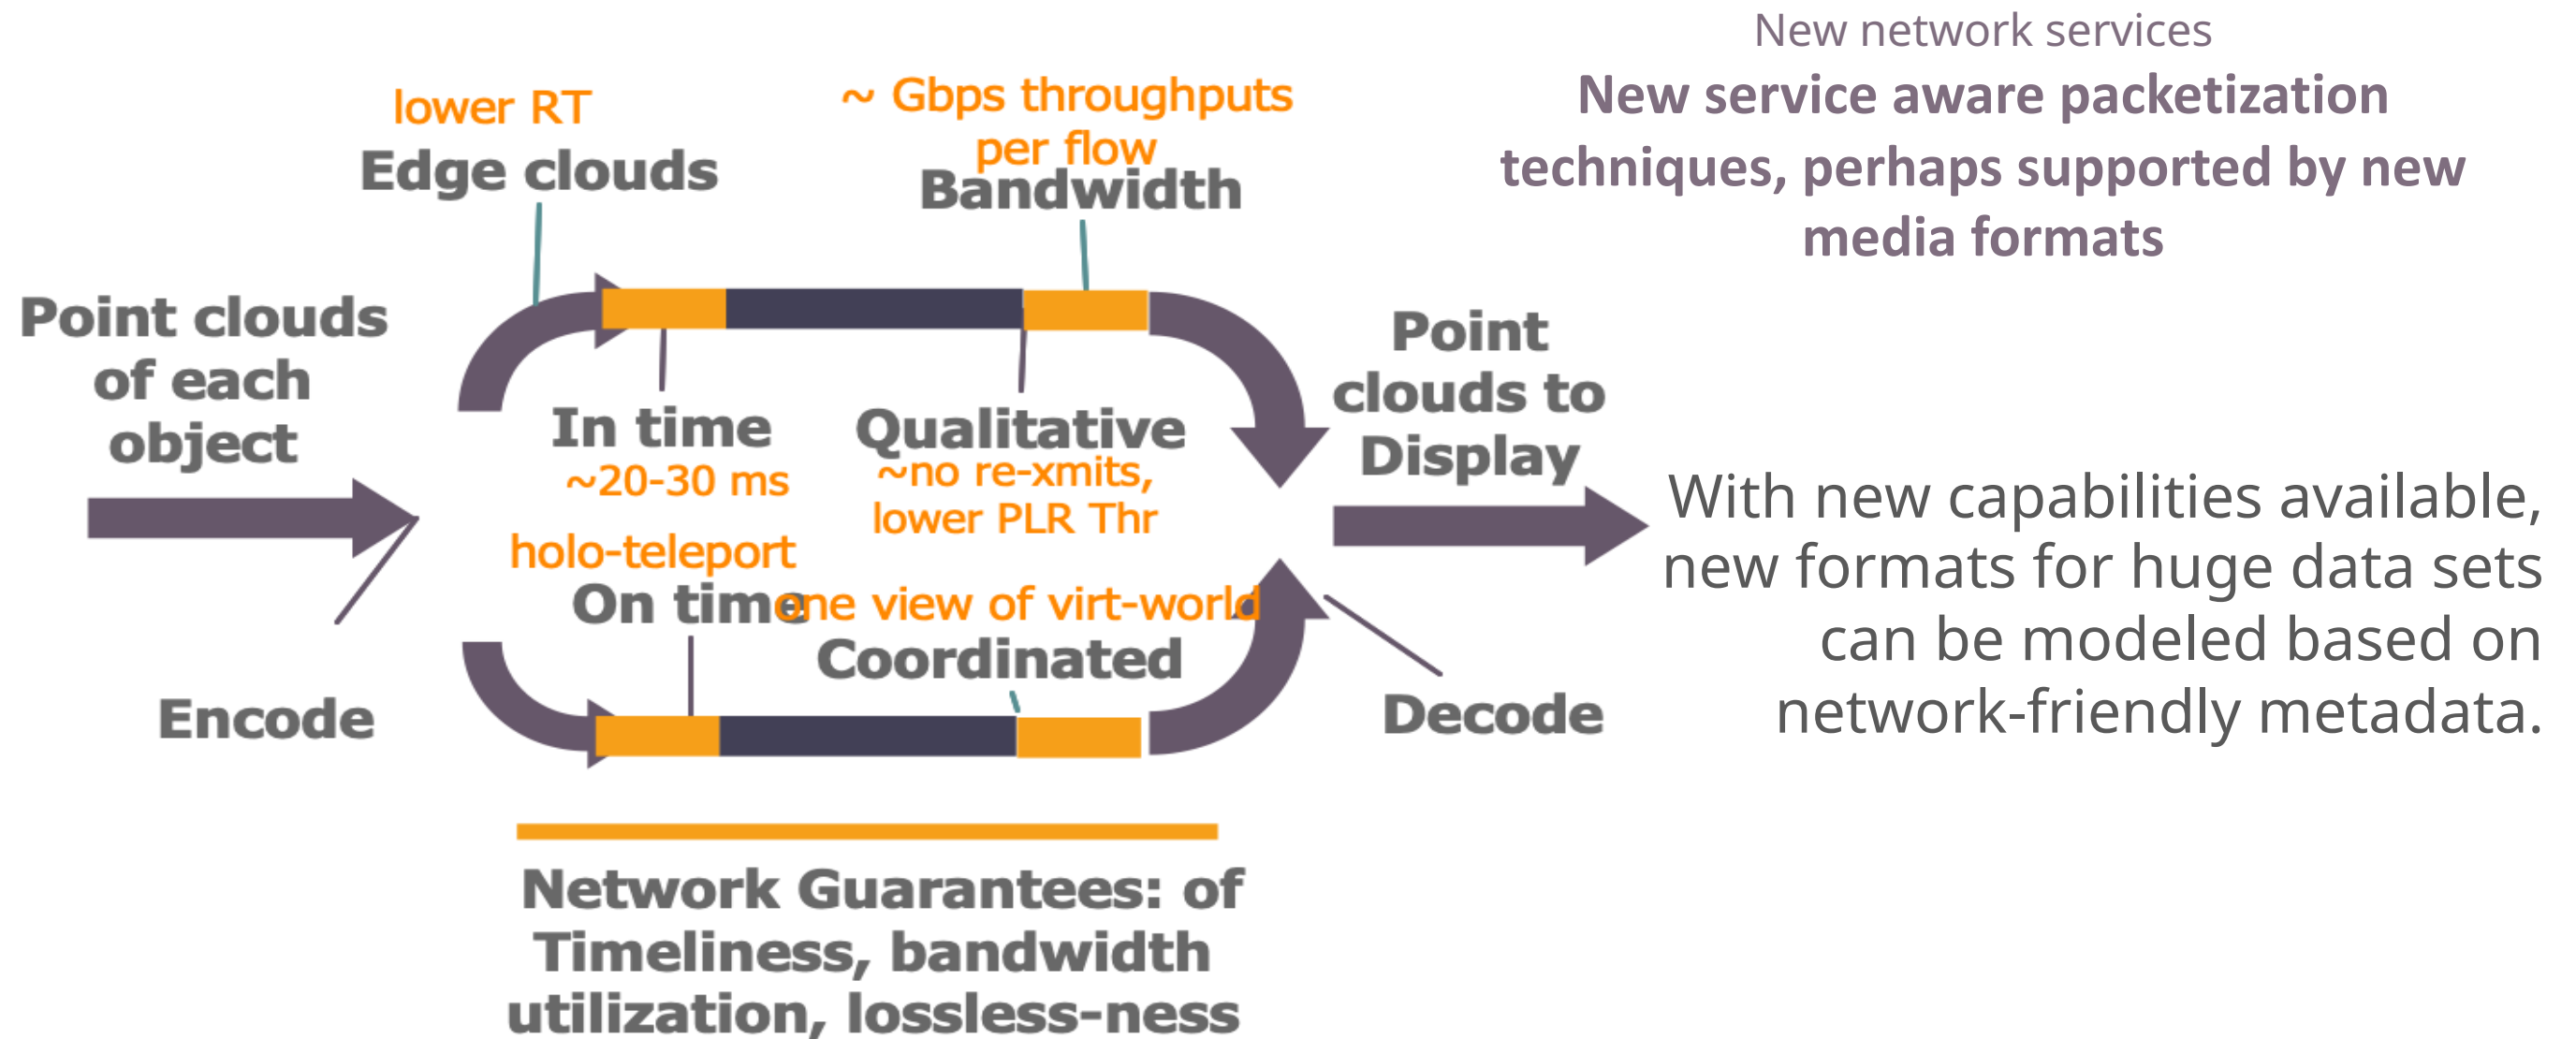 New network services
New service aware packetization
techniques, perhaps supported by new
media formats
lower RT
Edge clouds
~ Gbps throughputs
per flow
Bandwidth
Point clouds
of each
object
In time
~20-30 ms
Qualitative
~no re-xmits,
lower PLR Thr
holo-teleport
On time
one view of virt-world
Coordinated
Encode
Point
clouds to
Display
Decode
With new capabilities available,
new formats for huge data sets
can be modeled based on
network-friendly metadata.
Network Guarantees: of
Timeliness, bandwidth
utilization, lossless-ness